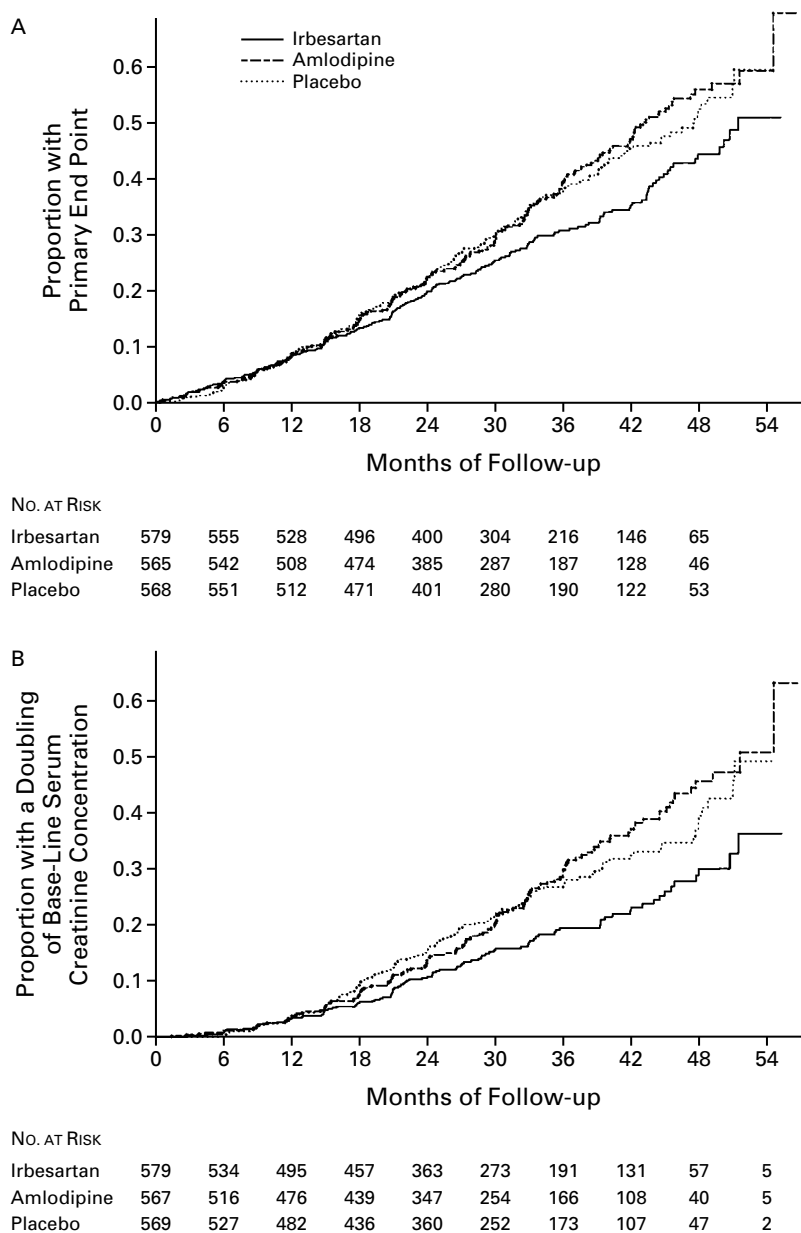 A
Irbesartan
Amlodipine
Placebo
Proportion with
Primary End Point
0.6
0.5
0.4
0.3
0.2
0.1
0.0
0 6 12 18 24 30 36 42 48 54
Months of Follow-up
NO. AT RISK
Irbesartan 579 555 528 496 400 304 216 146 65
Amlodipine 565 542 508 474 385 287 187 128 46
Placebo 568 551 512 471 401 280 190 122 53
B
Proportion with a Doubling
of Base-Line Serum
Creatinine Concentration
0.6
0.5
0.4
0.3
0.2
0.1
0.0
0 6 12 18 24 30 36 42 48 54
Months of Follow-up
NO. AT RISK
Irbesartan 579 534 495 457 363 273 191 131 57 5
Amlodipine 567 516 476 439 347 254 166 108 40 5
Placebo 569 527 482 436 360 252 173 107 47 2